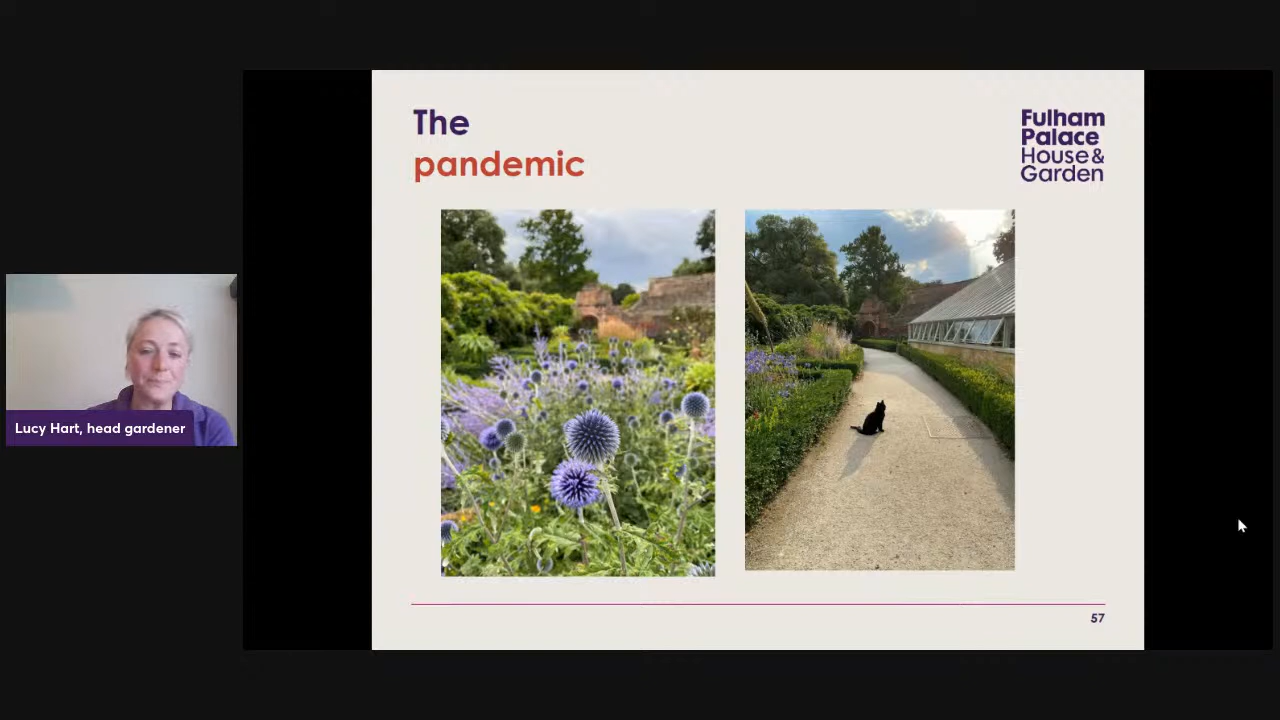 The
pandemic
Fulham
Palace
House &
Garden
Lucy Hart, head gardener
57